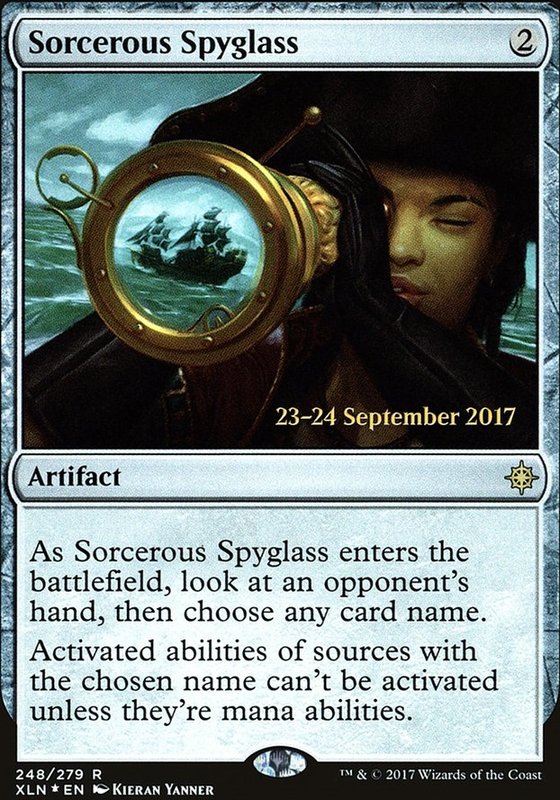 Sorcerous Spyglass 2
23–24 September 2017
Artifact
As Sorcerous Spyglass enters the
battlefield, look at an opponent's
hand, then choose any card name.
Activated abilities of sources with
the chosen name can't be activated
unless they're mana abilities.
248/279 R
XLN★EN Kieran Yanner
™ & © 2017 Wizards of the Coast